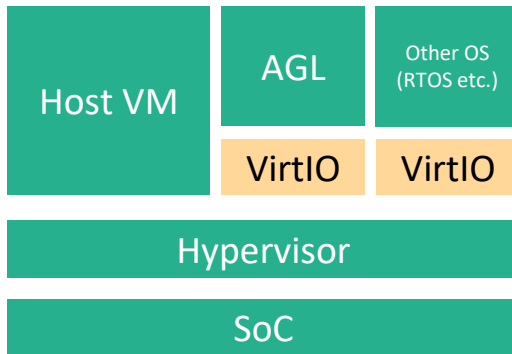 Host VM
AGL
Other OS
(RTOS etc.)
VirtIO
VirtIO
Hypervisor
SoC